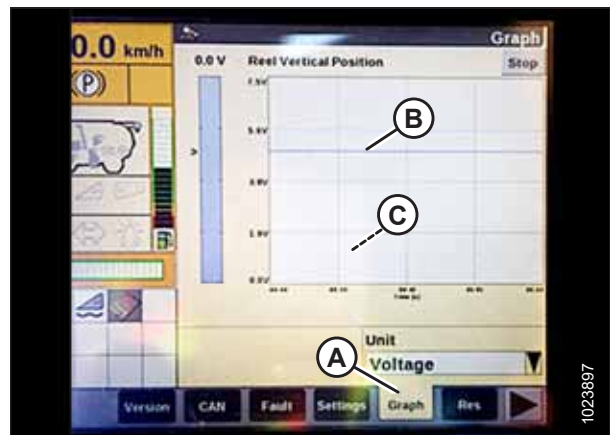 0.0 km/h
Graph
0.0 V
Reel Vertical Position
Stop
(P)
B
C
Unit
A
Voltage
Version
CAN
Fault
Settings
Graph
Res
1023897